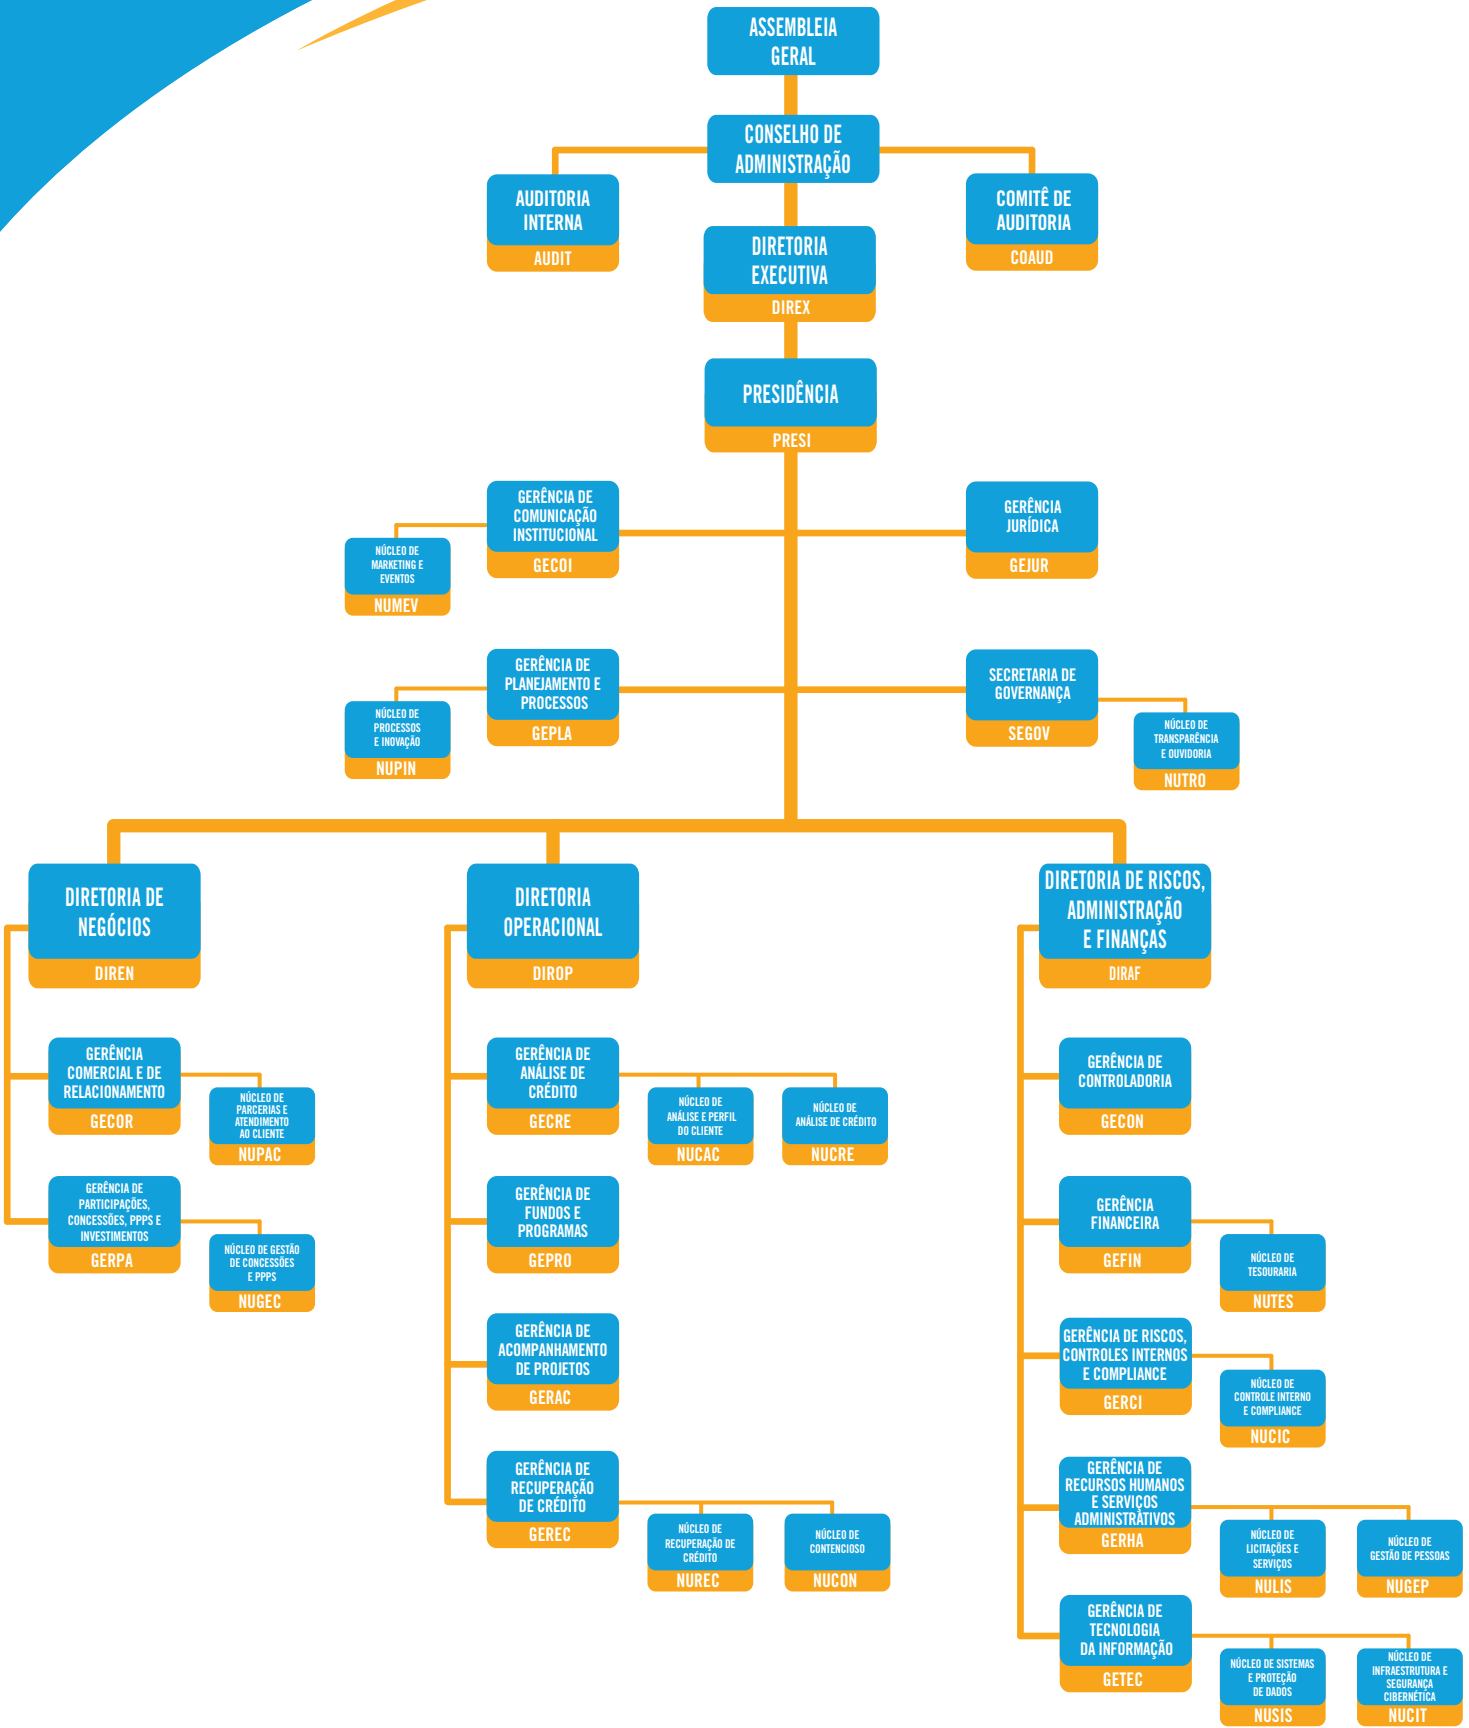 ASSEMBLEIA
GERAL
CONSELHO DE
ADMINISTRAÇÃO
AUDITORIA
INTERNA
AUDIT
COMITÊ DE
AUDITORIA
COAUD
DIRETORIA
EXECUTIVA
DIREX
PRESIDÊNCIA
PRESI
GERÊNCIA DE
COMUNICAÇÃO
INSTITUCIONAL
GECOI
NÚCLEO DE
MARKETING E
EVENTOS
NUMEV
GERÊNCIA
JURÍDICA
GEJUR
GERÊNCIA DE
PLANEJAMENTO E
PROCESSOS
GEPLA
NÚCLEO DE
PROCESSOS
E INOVAÇÃO
NUPIN
SECRETARIA DE
GOVERNANÇA
SEGOV
NÚCLEO DE
TRANSPARÊNCIA
E OUVIDORIA
NUTRO
DIRETORIA DE
NEGÓCIOS
DIREN
GERÊNCIA
COMERCIAL E DE
RELACIONAMENTO
GECOR
NÚCLEO DE
PARCERIAS E
ATENDIMENTO
AO CLIENTE
NUPAC
GERÊNCIA DE
PARTICIPAÇÕES,
CONCESSÕES, PPPS E
INVESTIMENTOS
GERPA
NÚCLEO DE GESTÃO
DE CONCESSÕES
E PPPS
NUGEC
DIRETORIA
OPERACIONAL
DIROP
GERÊNCIA DE
ANÁLISE DE
CRÉDITO
GECRE
NÚCLEO DE
ANÁLISE E PERFIL
DO CLIENTE
NUCAC
NÚCLEO DE
ANÁLISE DE CRÉDITO
NUCRE
GERÊNCIA DE
FUNDOS E
PROGRAMAS
GEPRO
GERÊNCIA DE
ACOMPANHAMENTO
DE PROJETOS
GERAC
GERÊNCIA DE
RECUPERAÇÃO
DE CRÉDITO
GEREC
NÚCLEO DE
RECUPERAÇÃO DE
CRÉDITO
NUREC
NÚCLEO DE
CONTENCIOSO
NUCON
DIRETORIA DE RISCOS,
ADMINISTRAÇÃO
E FINANÇAS
DIRAF
GERÊNCIA DE
CONTROLADORIA
GECON
GERÊNCIA
FINANCEIRA
GEFIN
NÚCLEO DE
TESOURARIA
NUTES
GERÊNCIA DE RISCOS,
CONTROLES INTERNOS
E COMPLIANCE
GERCI
NÚCLEO DE
CONTROLE INTERNO
E COMPLIANCE
NUCIC
GERÊNCIA DE
RECURSOS HUMANOS
E SERVIÇOS
ADMINISTRATIVOS
GERHA
NÚCLEO DE
LICITAÇÕES E
SERVIÇOS
NULIS
NÚCLEO DE
GESTÃO DE PESSOAS
NUGEP
GERÊNCIA DE
TECNOLOGIA
DA INFORMAÇÃO
GETEC
NÚCLEO DE SISTEMAS
E PROTEÇÃO
DE DADOS
NUSIS
NÚCLEO DE
INFRAESTRUTURA E
SEGURANÇA
CIBERNÉTICA
NUCIT